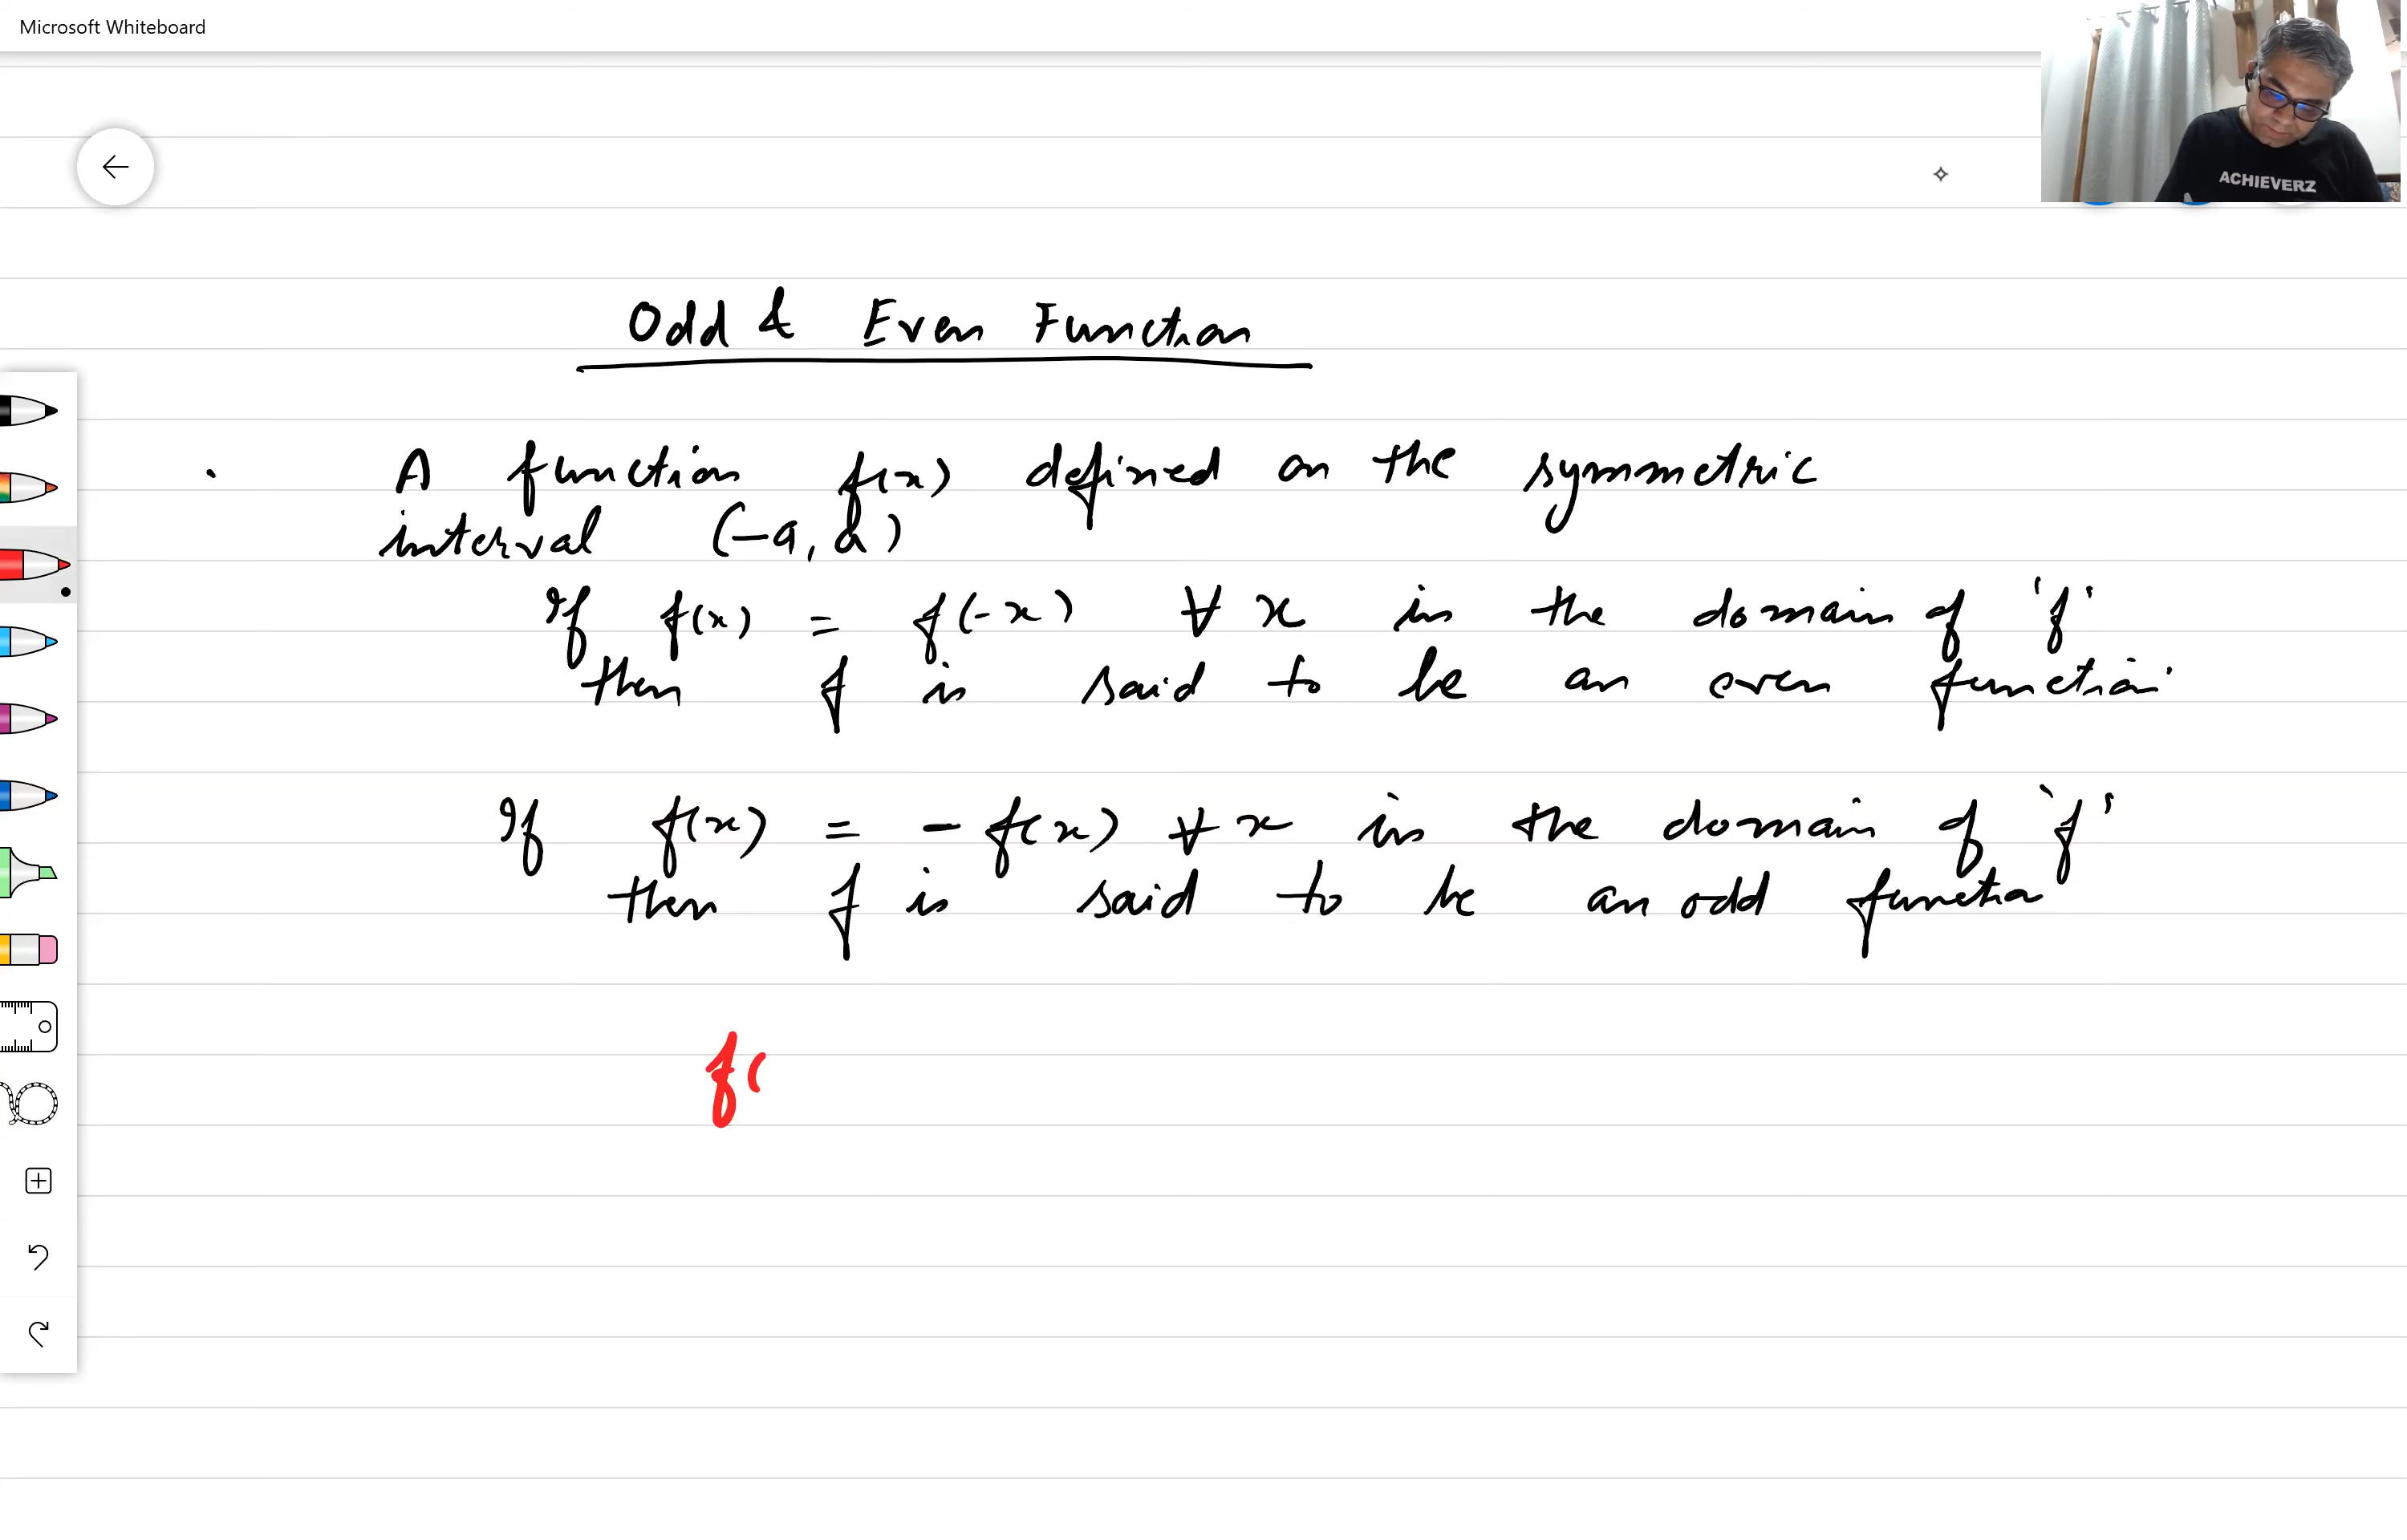 Microsoft Whiteboard
ACHIEVERZ
Odd & Even Function
A function f(x) defined on the symmetric
interval (-a, a)
If f(x) = f(-x) ∀ x in the domain of 'f'
then f is said to be an even function.
If f(x) = - f(x) ∀ x in the domain of 'f'
then f is said to be an odd function
f(